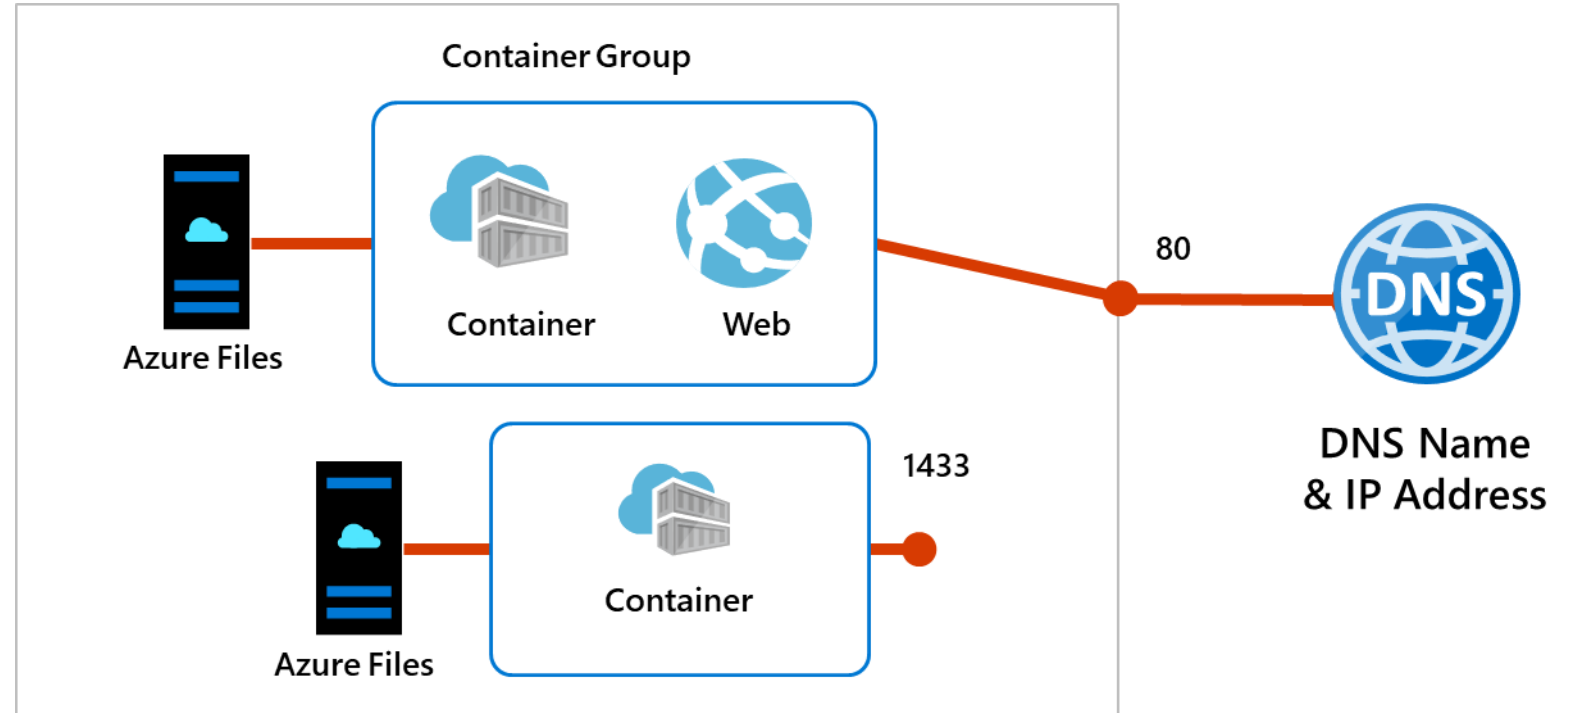 Container Group
Container
Web
Azure Files
80
DNS
DNS Name
& IP Address
1433
Container
Azure Files